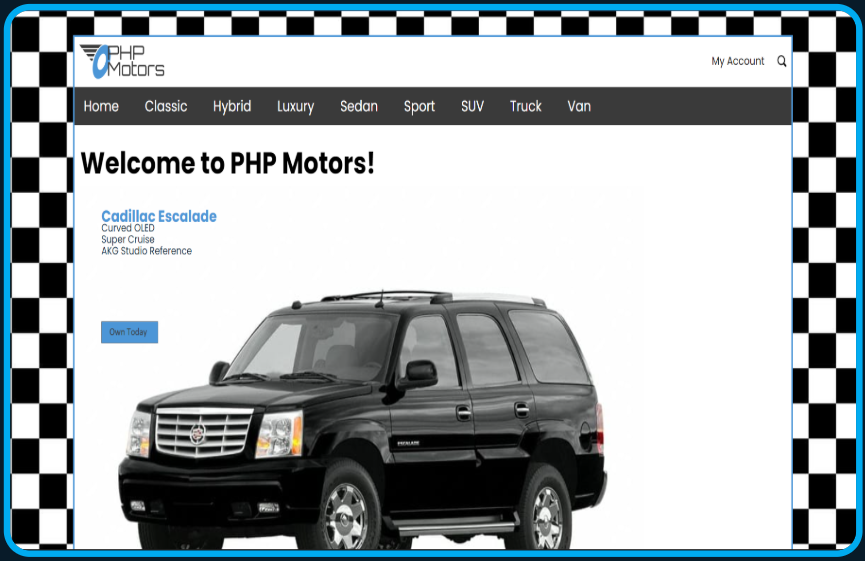 PHP
Motors
My Account
Home Classic Hybrid Luxury Sedan Sport SUV Truck Van
Welcome to PHP Motors!
Cadillac Escalade
Curved OLED
Super Cruise
AKG Studio Reference
Own Today
ESCALADE